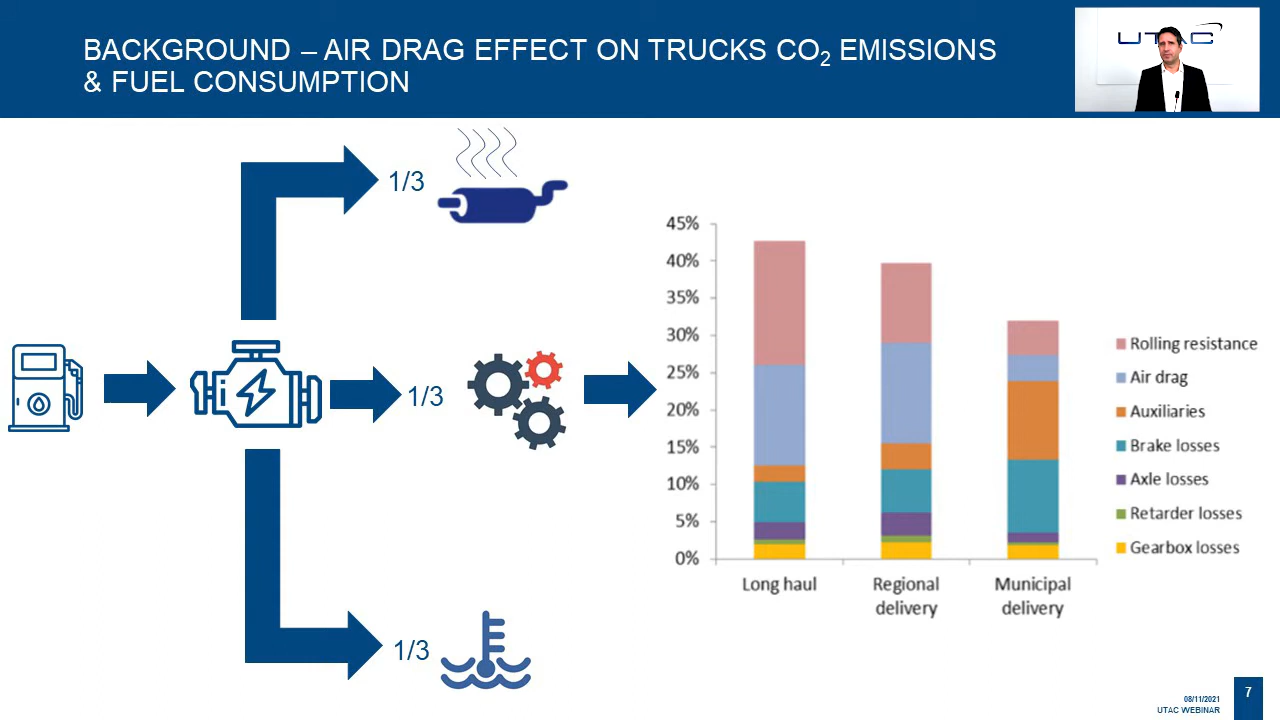 BACKGROUND – AIR DRAG EFFECT ON TRUCKS CO₂ EMISSIONS
& FUEL CONSUMPTION
UTAC
1/3
1/3
1/3
45%
40%
35%
30%
25%
20%
15%
10%
5%
0%
Long haul
Regional
delivery
Municipal
delivery
Rolling resistance
Air drag
Auxiliaries
Brake losses
Axle losses
Retarder losses
Gearbox losses
08/11/2021
UTAC WEBINAR
7